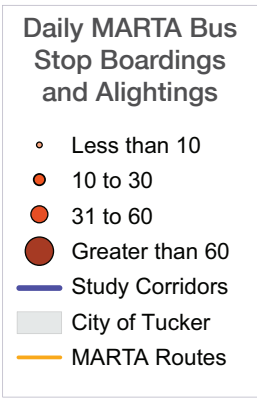 Daily MARTA Bus
Stop Boardings
and Alightings
Less than 10
10 to 30
31 to 60
Greater than 60
Study Corridors
City of Tucker
MARTA Routes